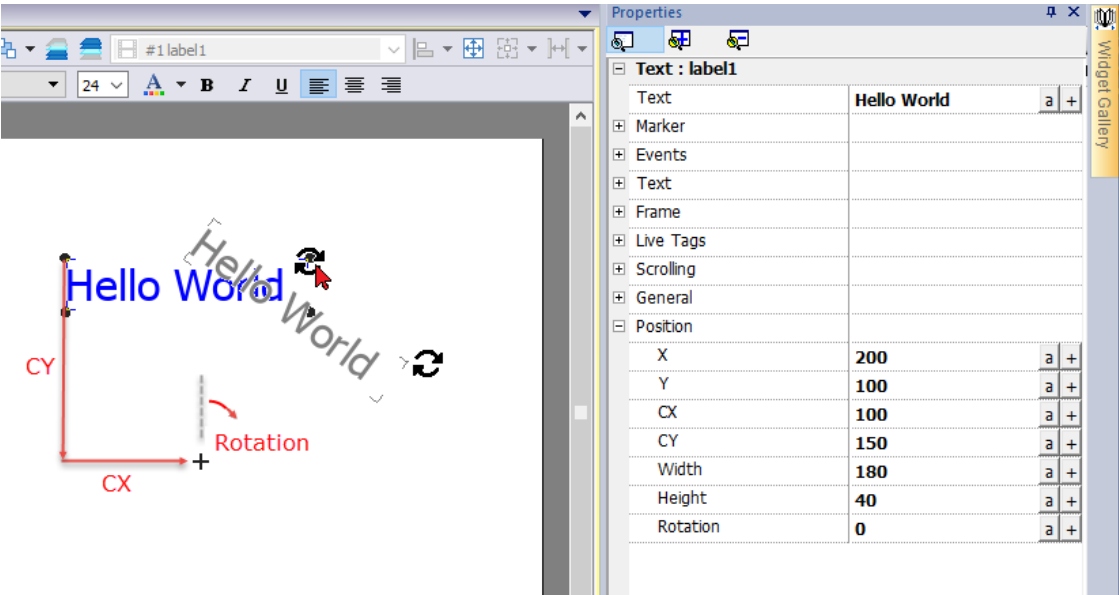 Properties
#1 label1
24
B I U
Text : label1
Text Hello World a +
Marker
Events
Text
Frame
Live Tags
Scrolling
General
Position
X 200 a +
Y 100 a +
CX 100 a +
CY 150 a +
Width 180 a +
Height 40 a +
Rotation 0 a +
Widget Gallery
Hello World
Hello World
CY
Rotation
CX